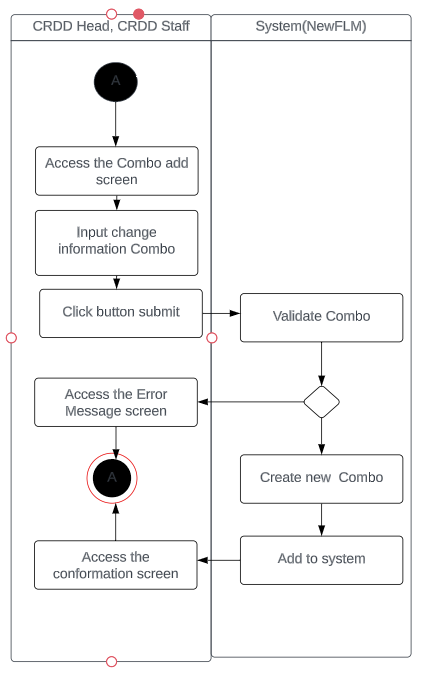 CRDD Head, CRDD Staff
System(NewFLM)
A
Access the Combo add
screen
Input change
information Combo
Click button submit
Validate Combo
Access the Error
Message screen
Create new Combo
A
Add to system
Access the
conformation screen